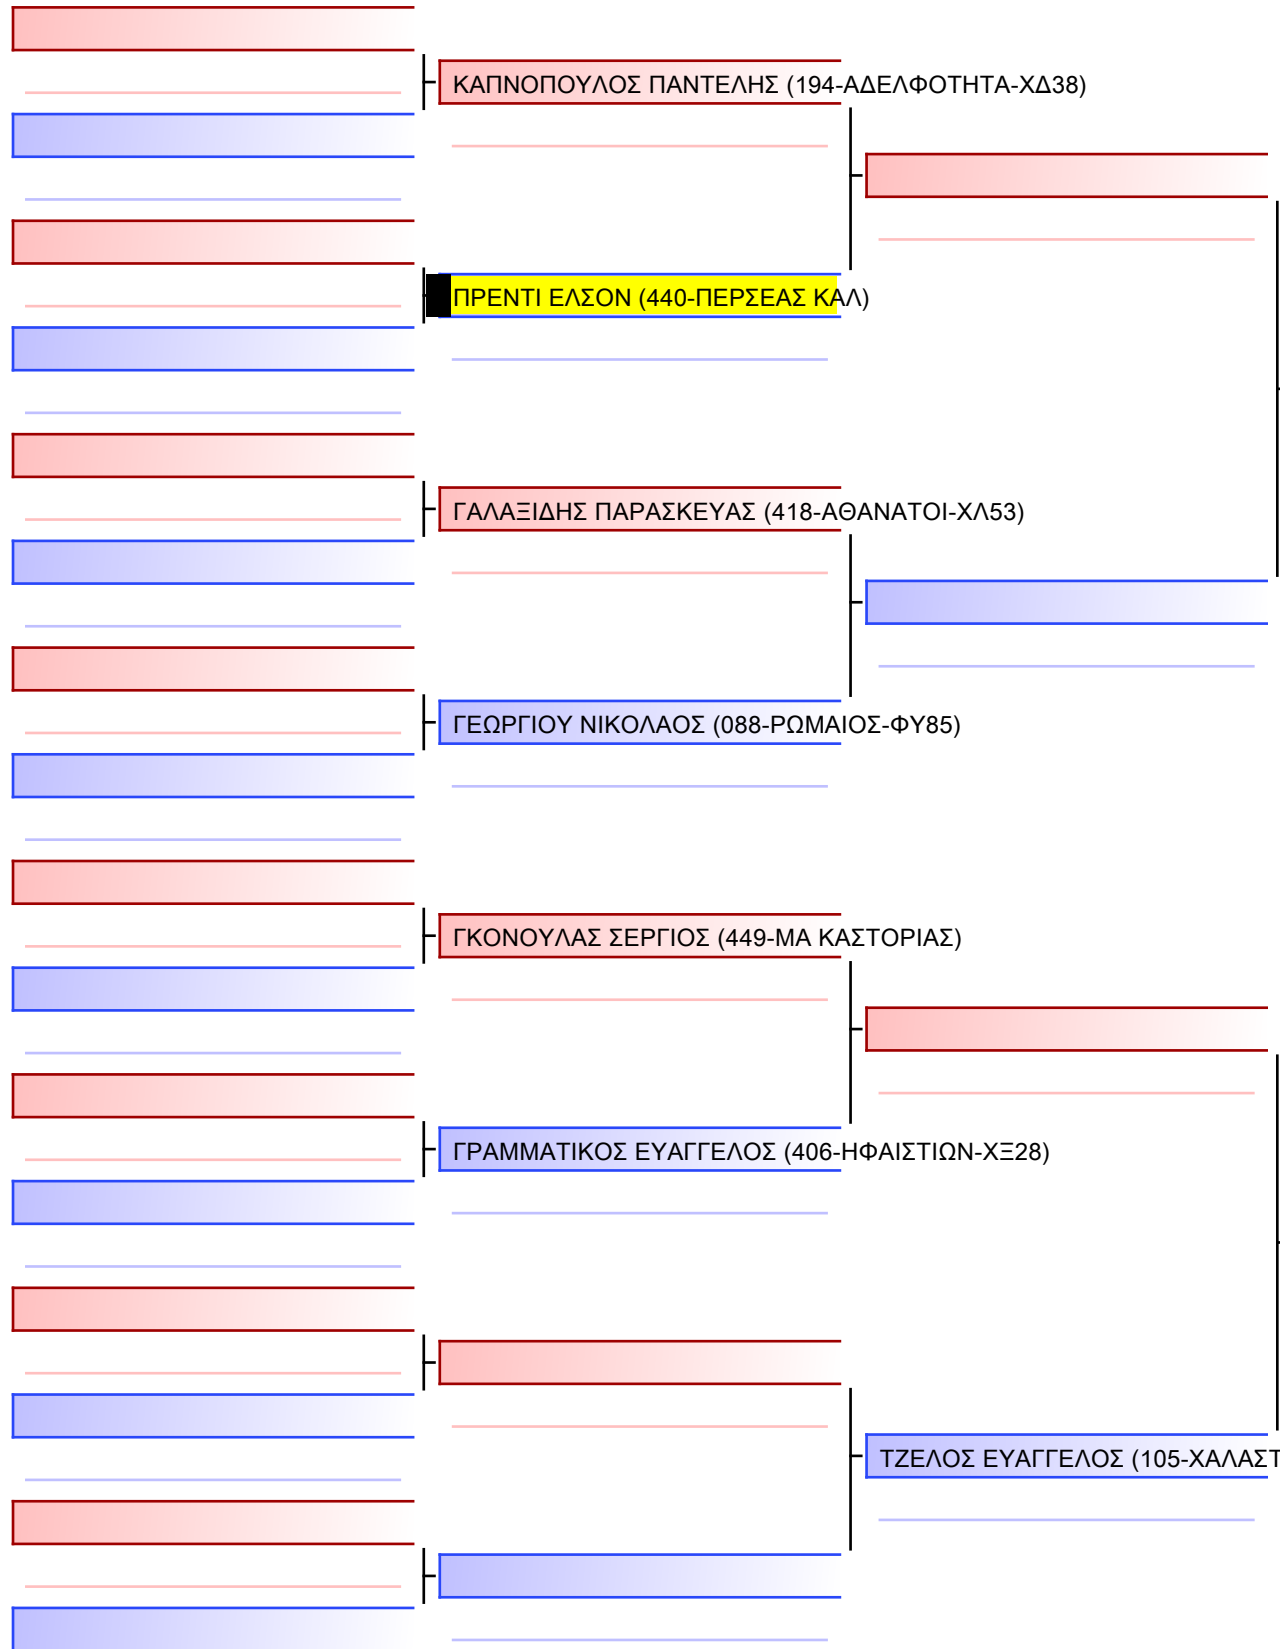 ΚΑΠΝΟΠΟΥΛΟΣ ΠΑΝΤΕΛΗΣ (194-ΑΔΕΛΦΟΤΗΤΑ-ΧΔ38)
ΠΡΕΝΤΙ ΕΛΣΟΝ (440-ΠΕΡΣΕΑΣ ΚΑΛ)
ΓΑΛΑΞΙΔΗΣ ΠΑΡΑΣΚΕΥΑΣ (418-ΑΘΑΝΑΤΟΙ-ΧΛ53)
ΓΕΩΡΓΙΟΥ ΝΙΚΟΛΑΟΣ (088-ΡΩΜΑΙΟΣ-ΦΥ85)
ΓΚΟΝΟΥΛΑΣ ΣΕΡΓΙΟΣ (449-ΜΑ ΚΑΣΤΟΡΙΑΣ)
ΓΡΑΜΜΑΤΙΚΟΣ ΕΥΑΓΓΕΛΟΣ (406-ΗΦΑΙΣΤΙΩΝ-ΧΞ28)
ΤΖΕΛΟΣ ΕΥΑΓΓΕΛΟΣ (105-ΧΑΛΑΣΤ